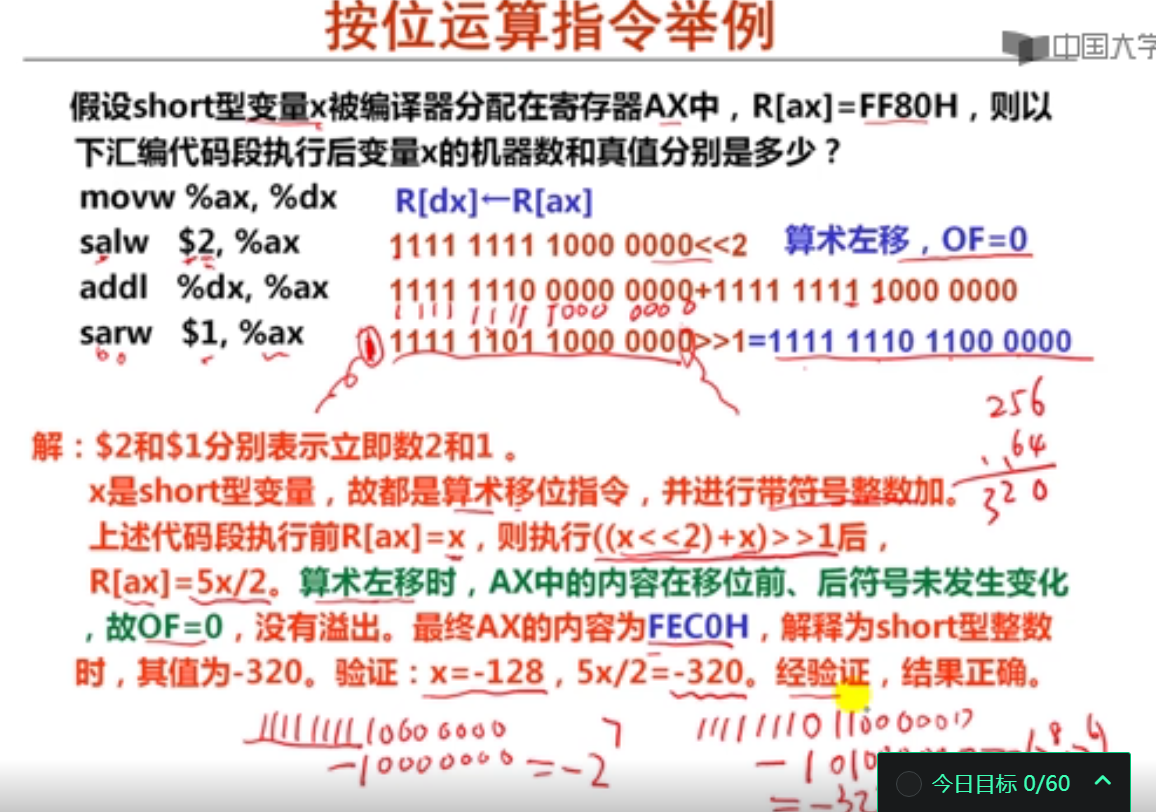 按位运算指令举例
中国大学
假设short型变量x被编译器分配在寄存器AX中，R[ax]=FF80H，则以
下汇编代码段执行后变量x的机器数和真值分别是多少？
movw %ax, %dx R[dx]←R[ax]
salw $2, %ax 1111 1111 1000 0000<<2 算术左移，OF=0
addl %dx, %ax 1111 1110 0000 0000+1111 1111 1000 0000
1111 1111 1000 0000
sarw $1, %ax 1111 1101 1000 0000>>1=1111 1110 1100 0000
256
64
320
解：$2和$1分别表示立即数2和1 。
x是short型变量，故都是算术移位指令，并进行带符号整数加。
上述代码段执行前R[ax]=x，则执行((x<<2)+x)>>1后，
R[ax]=5x/2。算术左移时，AX中的内容在移位前、后符号未发生变化
，故OF=0，没有溢出。最终AX的内容为FEC0H，解释为short型整数
时，其值为-320。验证：x=-128，5x/2=-320。经验证，结果正确。
-10000000 = -2
7
今日目标 0/60